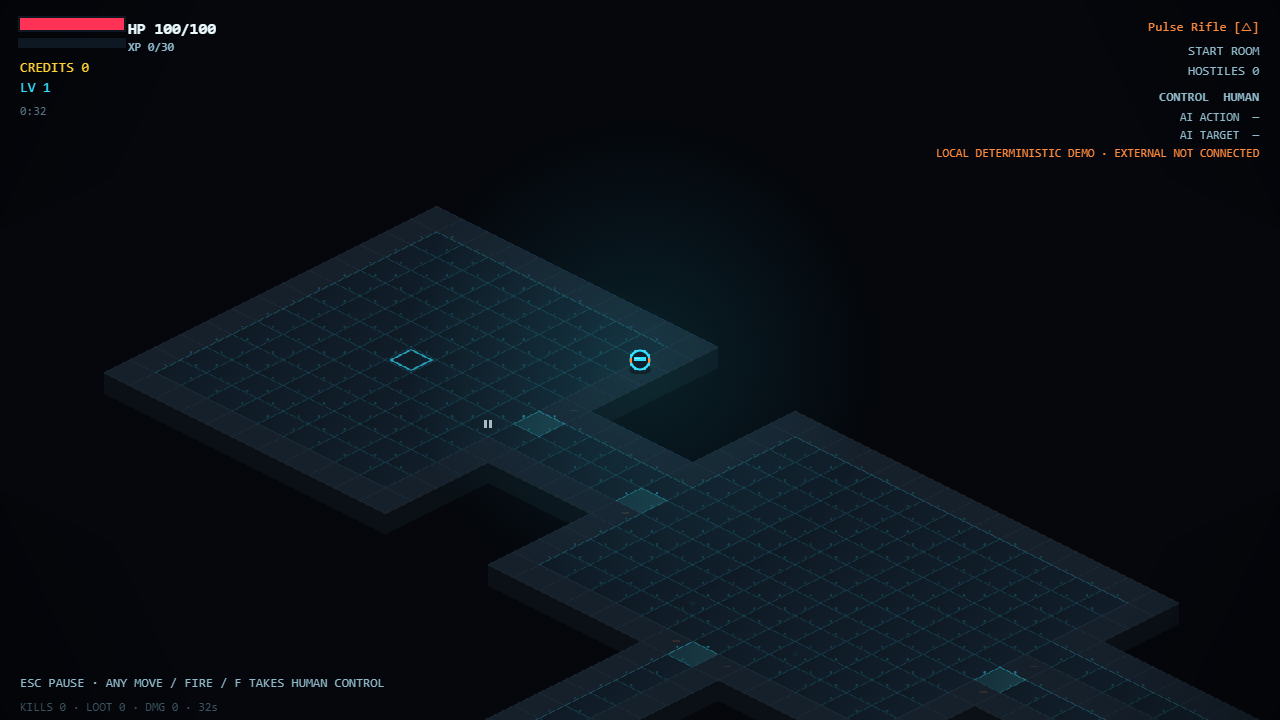 HP 100/100
XP 0/30
CREDITS 0
LV 1
0:32
Pulse Rifle [△]
START ROOM
HOSTILES 0
CONTROL HUMAN
AI ACTION —
AI TARGET —
LOCAL DETERMINISTIC DEMO · EXTERNAL NOT CONNECTED
ESC PAUSE · ANY MOVE / FIRE / F TAKES HUMAN CONTROL
KILLS 0 · LOOT 0 · DMG 0 · 32s